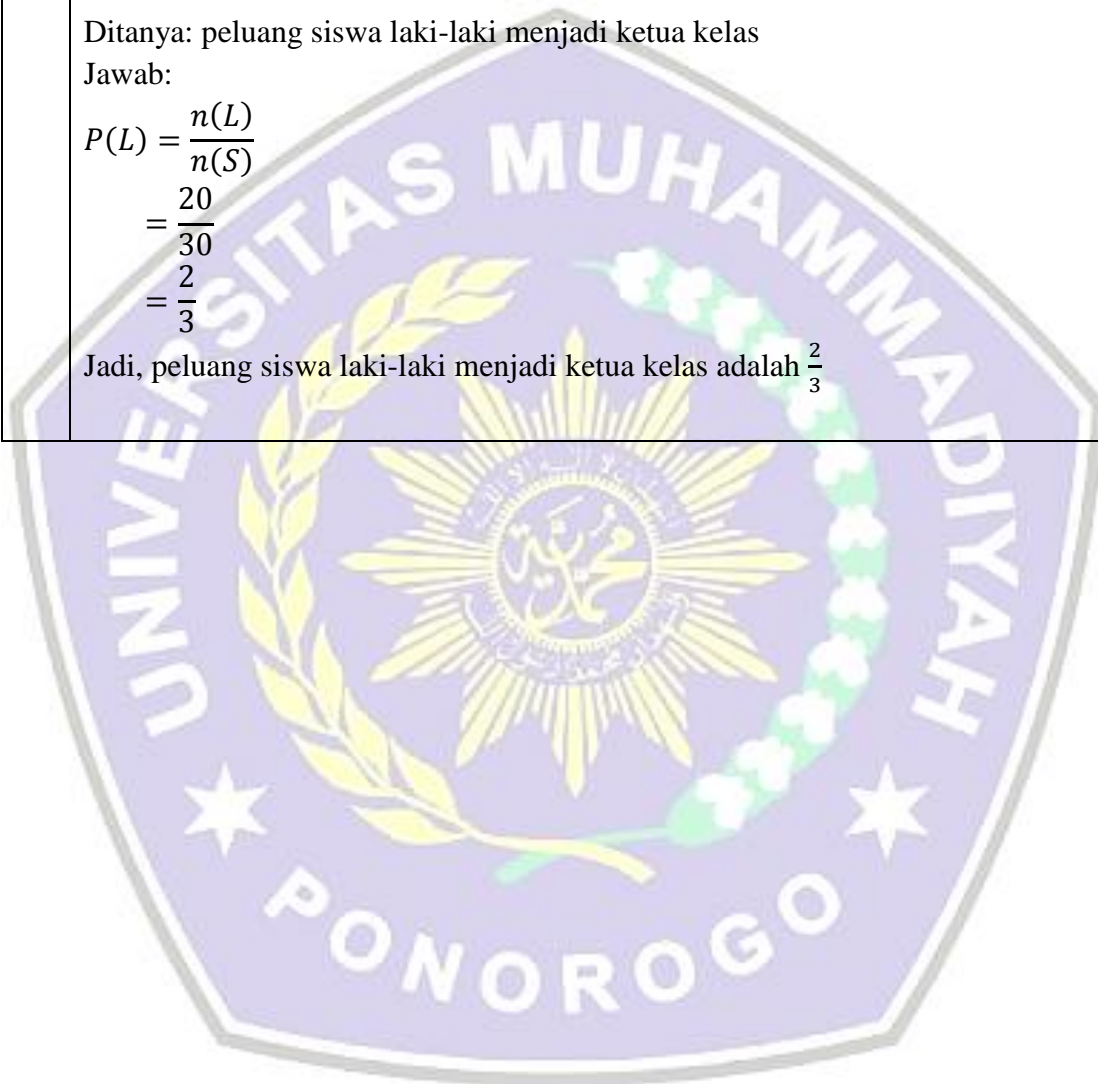 Ditanya: peluang siswa laki-laki menjadi ketua kelas
Jawab:
P(L) = n(L)/n(S)
= 20/30
= 2/3
Jadi, peluang siswa laki-laki menjadi ketua kelas adalah 2/3
UNIVERSITAS MUHAMMADIYAH
PONOROGO